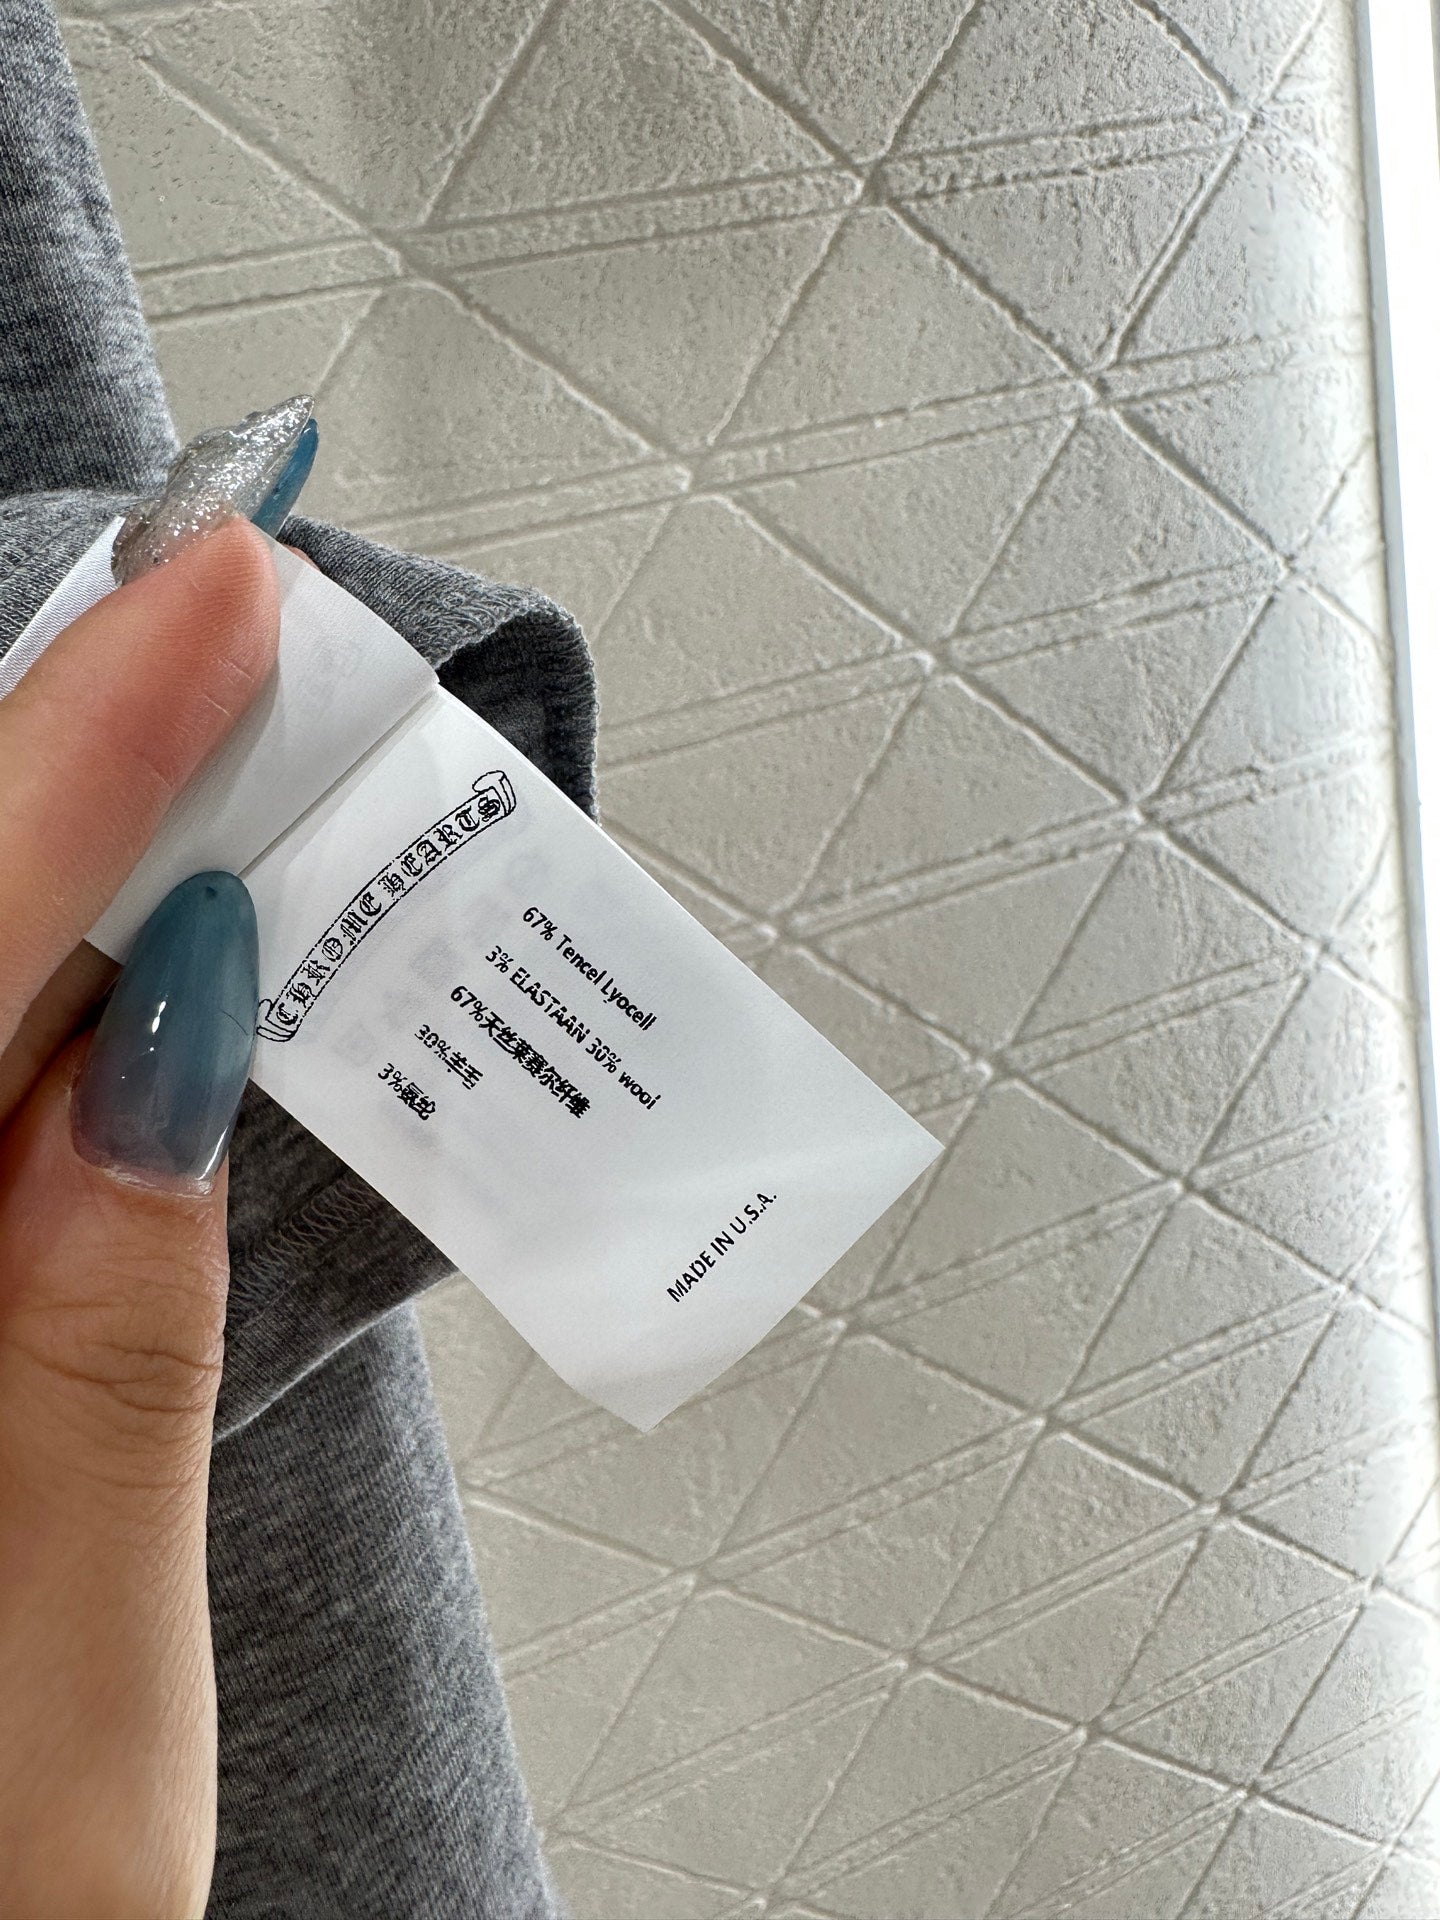 CHROME HEARTS
67% Tencel Lyocell
3% ELASTAAN 30% wool
67%天丝莱赛尔纤维
30%羊毛
3%氨纶
MADE IN U.S.A.